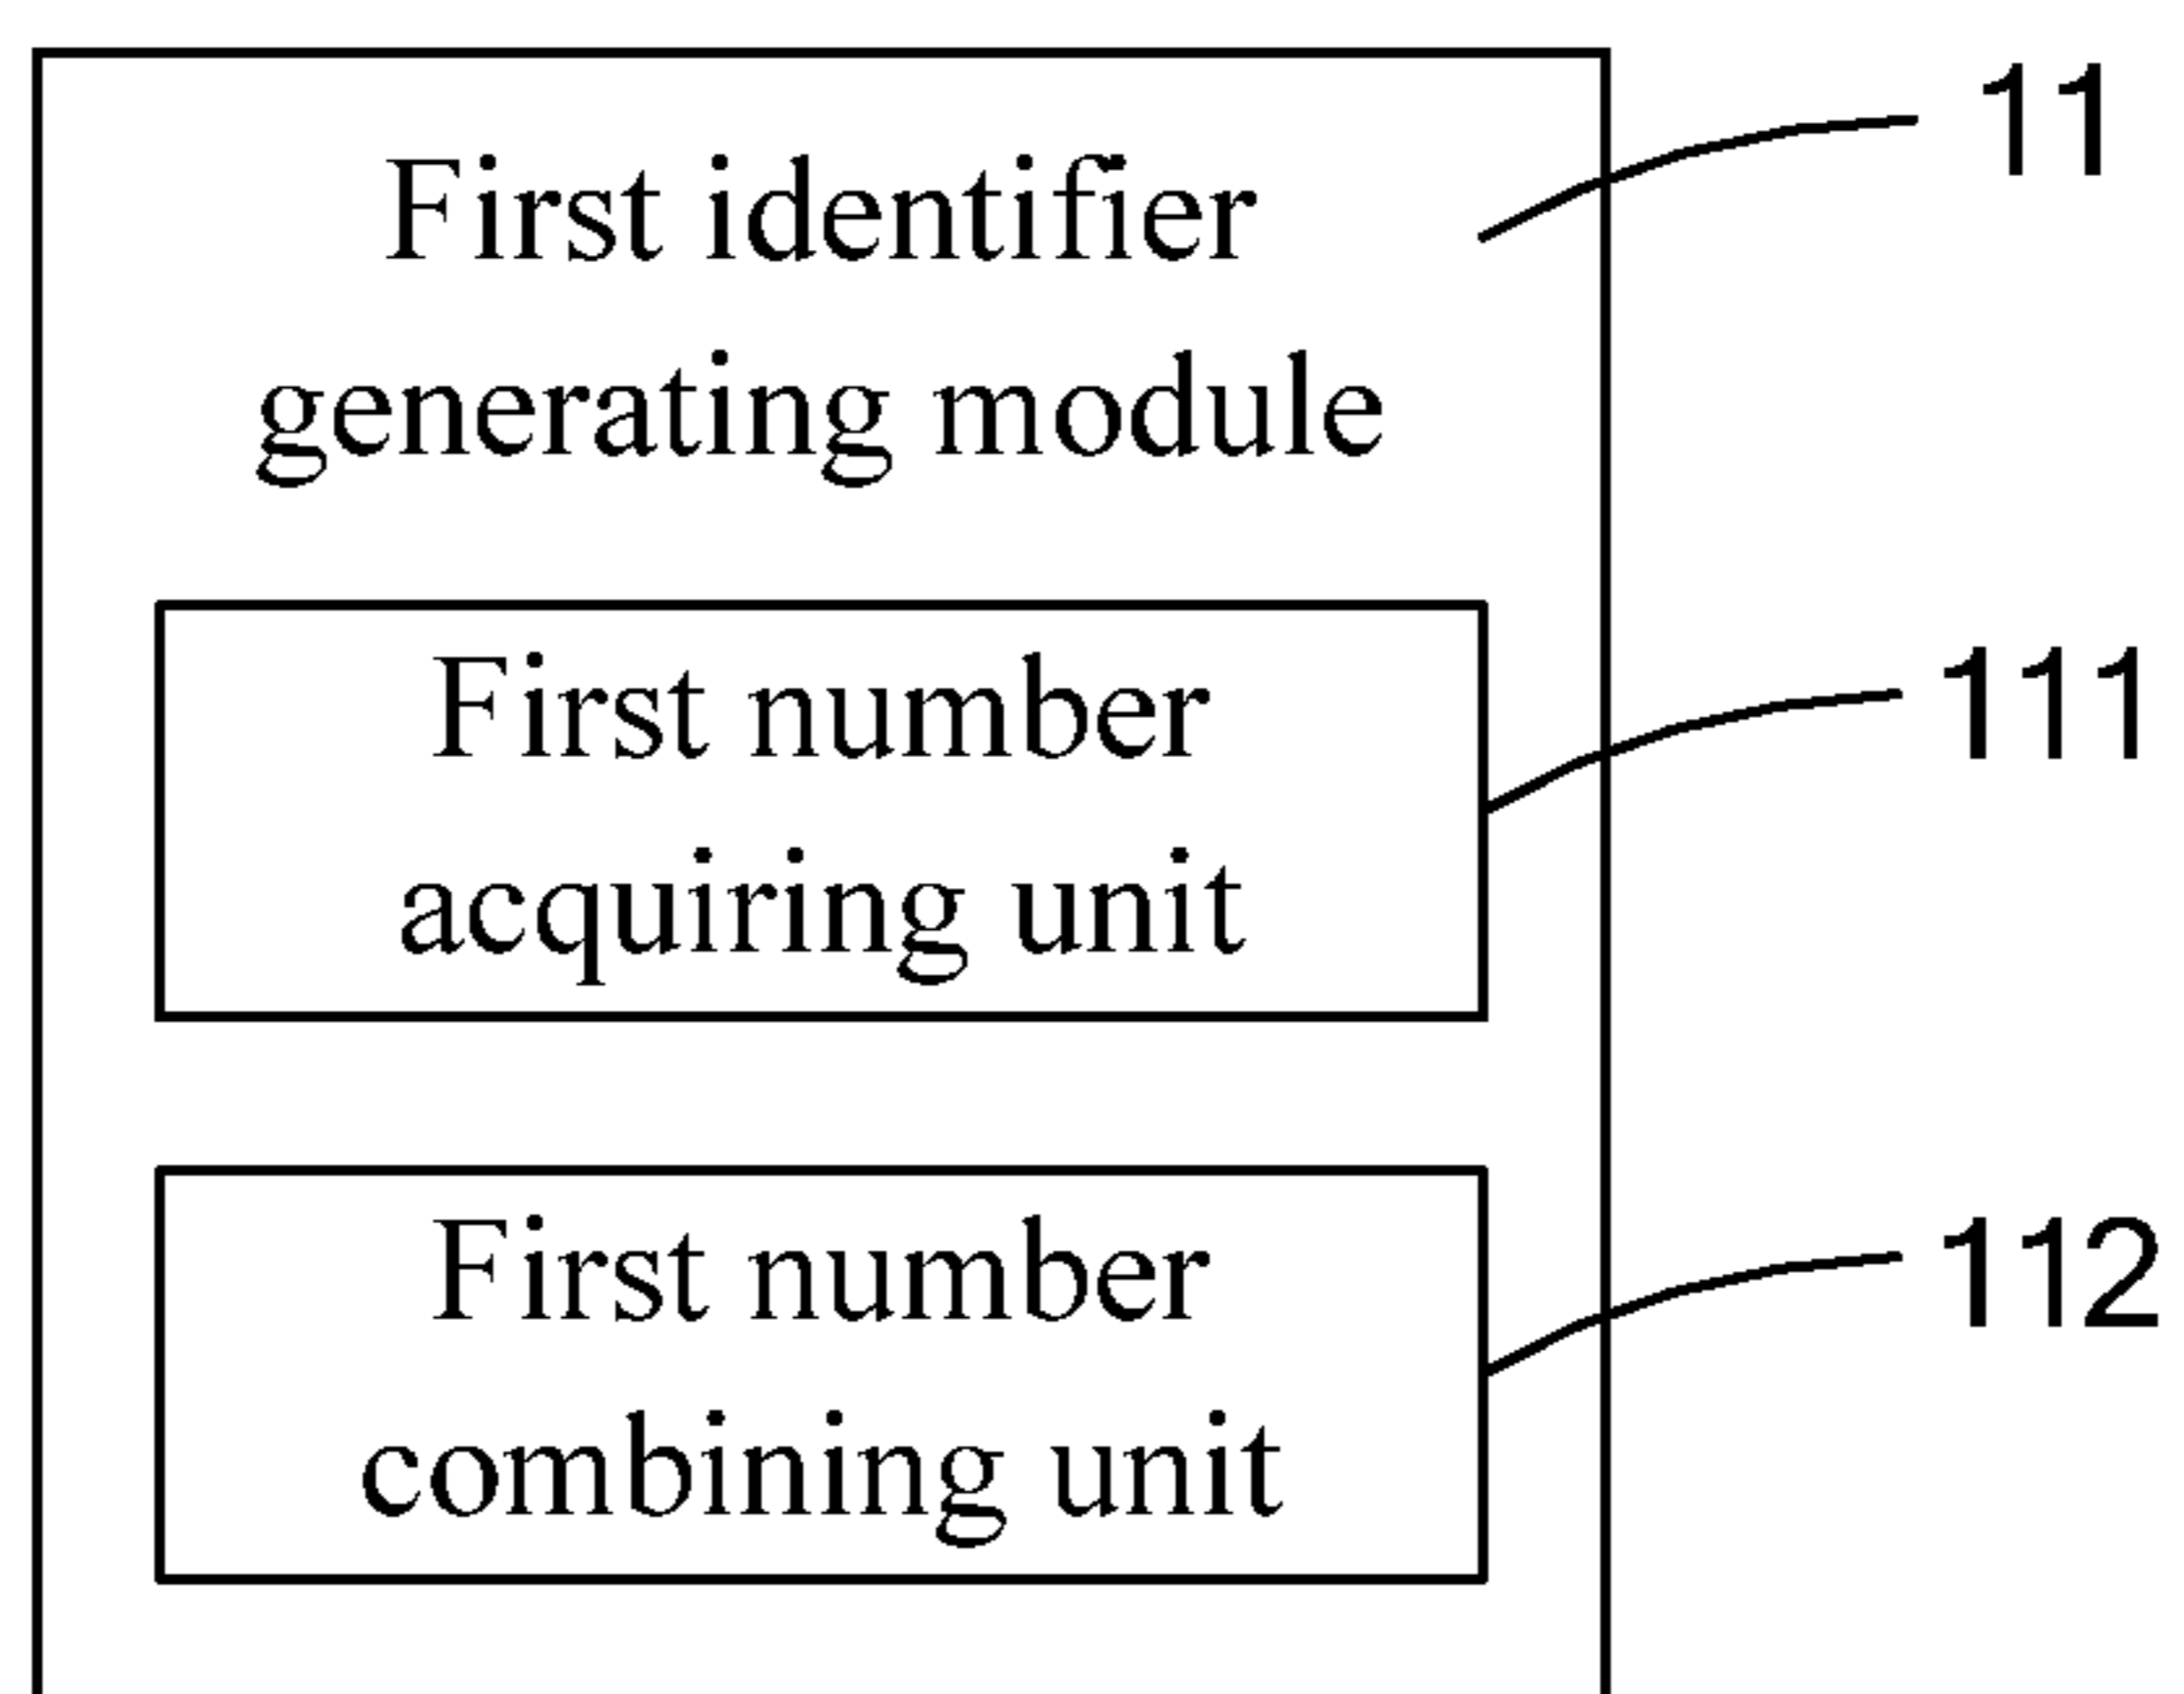 First identifier
generating module
11
First number
acquiring unit
111
First number
combining unit
112